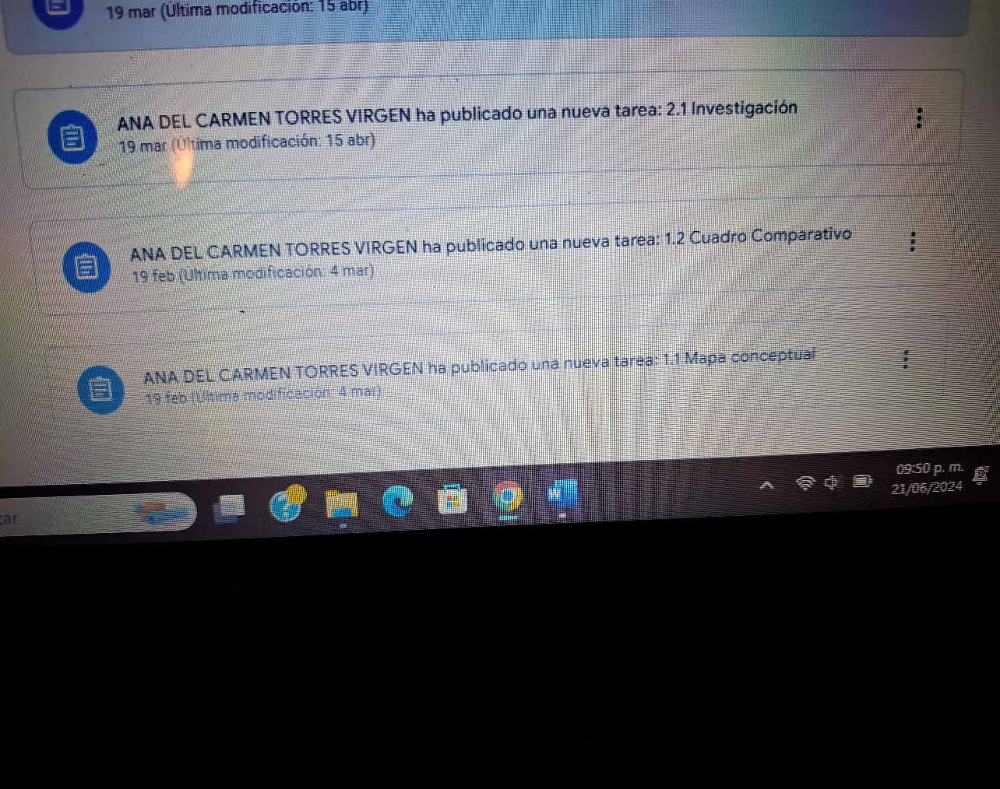 19 mar (Última modificación: 15 abr)
ANA DEL CARMEN TORRES VIRGEN ha publicado una nueva tarea: 2.1 Investigación
19 mar (Última modificación: 15 abr)
ANA DEL CARMEN TORRES VIRGEN ha publicado una nueva tarea: 1.2 Cuadro Comparativo
19 feb (Última modificación: 4 mar)
ANA DEL CARMEN TORRES VIRGEN ha publicado una nueva tarea: 1.1 Mapa conceptual
19 feb (Última modificación: 4 mar)
car
W
09:50 p. m.
21/06/2024